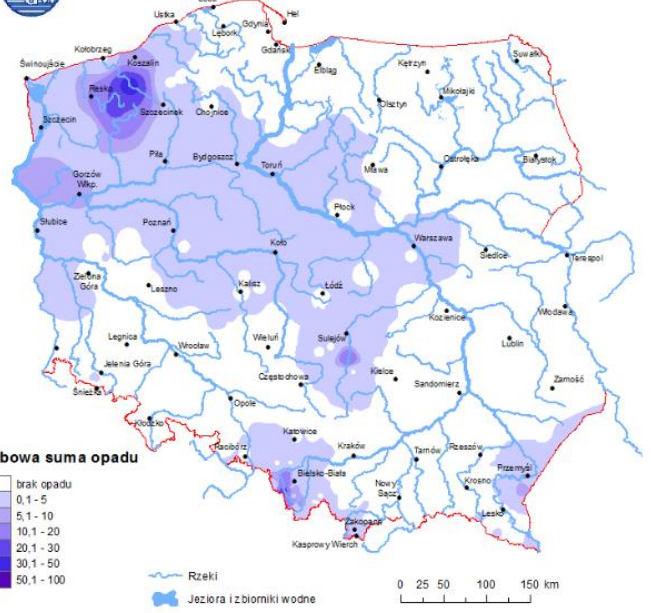 Łeba
Ustka
Hel
Gdynia
Lębork
Gdańsk
Kołobrzeg
Koszalin
Suwałki
Elbląg
Kętrzyn
Świnoujście
Resko
Mikołajki
Szczecinek
Chojnice
Olsztyn
Szczecin
Piła
Bydgoszcz
Toruń
Mława
Ostrołęka
Białystok
Gorzów
Wlkp.
Płock
Słubice
Poznań
Koło
Warszawa
Siedlce
Terespol
Zielona
Góra
Leszno
Kalisz
Łódź
Kozienice
Włodawa
Legnica
Wrocław
Wieluń
Sulejów
Lublin
Jelenia Góra
Śnieżka
Częstochowa
Kielce
Sandomierz
Zamość
Opole
Kłodzko
Katowice
Racibórz
Kraków
Tarnów
Rzeszów
Bielsko-Biała
Przemyśl
Nowy
Sącz
Krosno
Lesko
Zakopane
Kasprowy Wierch
bowa suma opadu
brak opadu
0,1 - 5
5,1 - 10
10,1 - 20
20,1 - 30
30,1 - 50
50,1 - 100
Rzeki
Jeziora i zbiorniki wodne
0 25 50 100 150 km